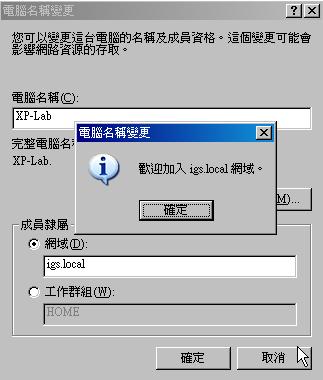 電腦名稱變更
您可以變更這台電腦的名稱及成員資格。這個變更可能會
影響網路資源的存取。
電腦名稱(C):
XP-Lab
完整電腦名
XP-Lab.
電腦名稱變更
歡迎加入 igs.local 網域。
確定
M)...
成員隸屬
網域(D):
igs.local
工作群組(W):
HOME
確定
取消